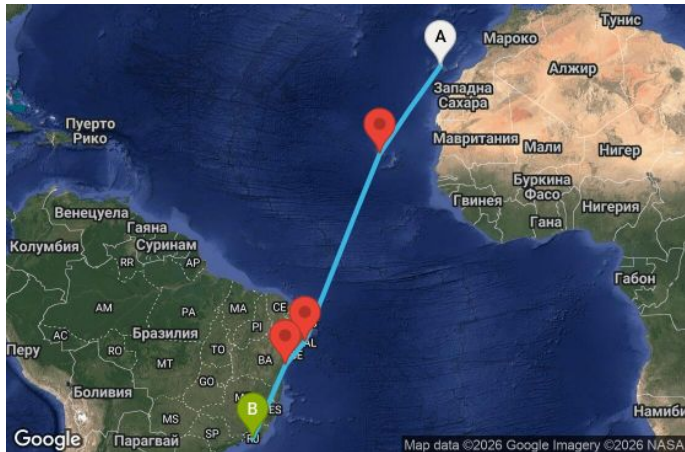 A
Тунис
Мароко
Алжир
Западна
Сахара
Пуерто
Рико
Мавритания
Мали
Нигер
Буркина
Фасо
Гвинея
Нигерия
Гана
Венецуела
Гаяна
Суринам
Колумбия
RR
AP
Габон
AM
PA
MA
CE
PI
AL
AC
Бразилия
TO
Перу
RO
MT
BA
SE
GO
Боливия
B
ES
MS
SP
RJ
Намиби
Парагвай
Google
Map data ©2026 Google Imagery ©2026 NASA